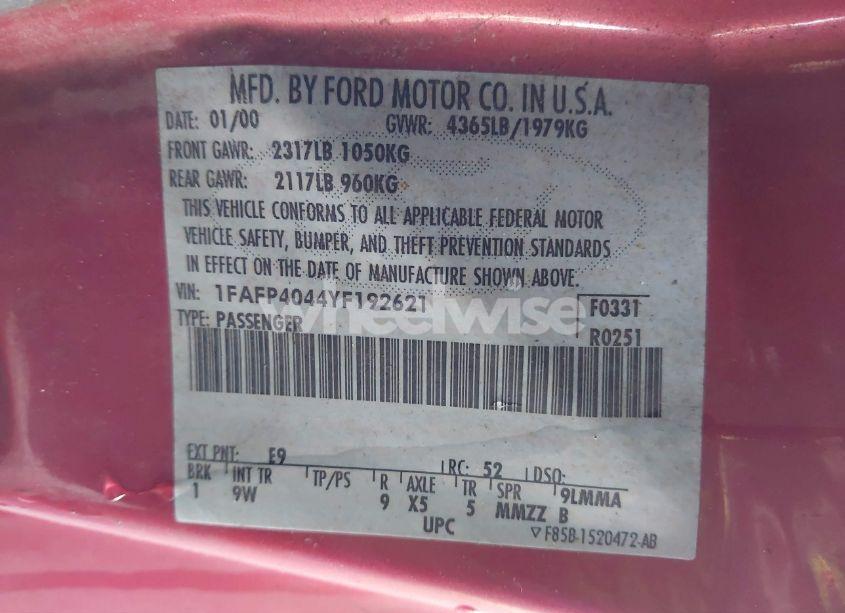 MFD. BY FORD MOTOR CO. IN U.S.A.
DATE: 01/00 GVWR: 4365LB/1979KG
FRONT GAWR: 2317LB 1050KG
REAR GAWR: 2117LB 960KG
THIS VEHICLE CONFORMS TO ALL APPLICABLE FEDERAL MOTOR
VEHICLE SAFETY, BUMPER, AND THEFT PREVENTION STANDARDS
IN EFFECT ON THE DATE OF MANUFACTURE SHOWN ABOVE.
VIN: 1FAFP4044YF192621 F0331
TYPE: PASSENGER R0251
wheelwise
EXT PNT: E9 RC: 52 DSO:
BRK INT TR TP/PS R AXLE TR SPR 9LMMA
1 9W 9 X5 5 MMZZ B
UPC ▽F85B-1520472-AB